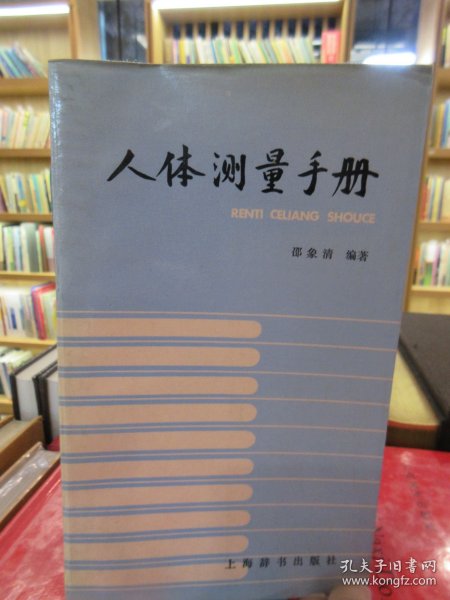 人体测量手册
RENTI CELIANG SHOUCE
邵象清 编著
上海辞书出版社
孔夫子旧书网
www.kongfz.com